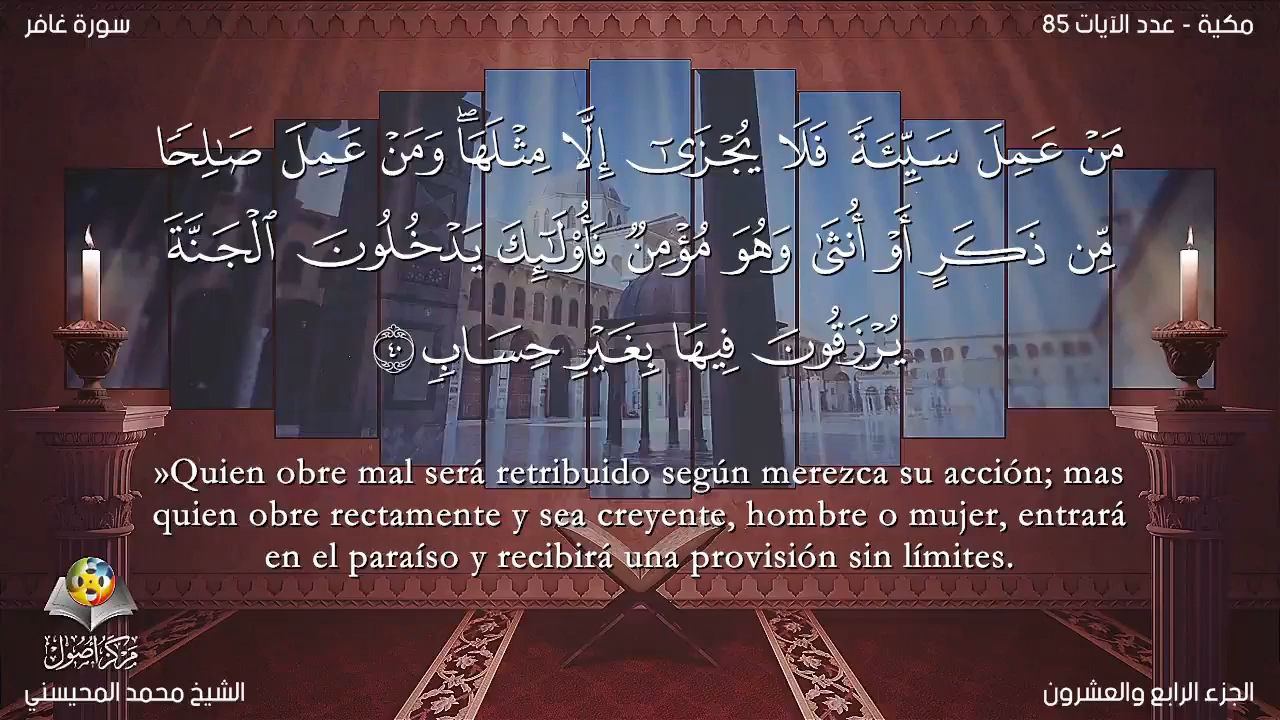 مكية - عدد الآيات 85
سورة غافر
مَنْ عَمِلَ سَيِّئَةً فَلَا يُجْزَىٰٓ إِلَّا مِثْلَهَا ۖ وَمَنْ عَمِلَ صَـٰلِحًا
مِّن ذَكَرٍ أَوْ أُنثَىٰ وَهُوَ مُؤْمِنٌ فَأُو۟لَـٰٓئِكَ يَدْخُلُونَ ٱلْجَنَّةَ
يُرْزَقُونَ فِيهَا بِغَيْرِ حِسَابٍ ٤٠
»Quien obre mal será retribuido según merezca su acción; mas
quien obre rectamente y sea creyente, hombre o mujer, entrará
en el paraíso y recibirá una provisión sin límites.
مركز أصول
الجزء الرابع والعشرون
الشيخ محمد المحيسني